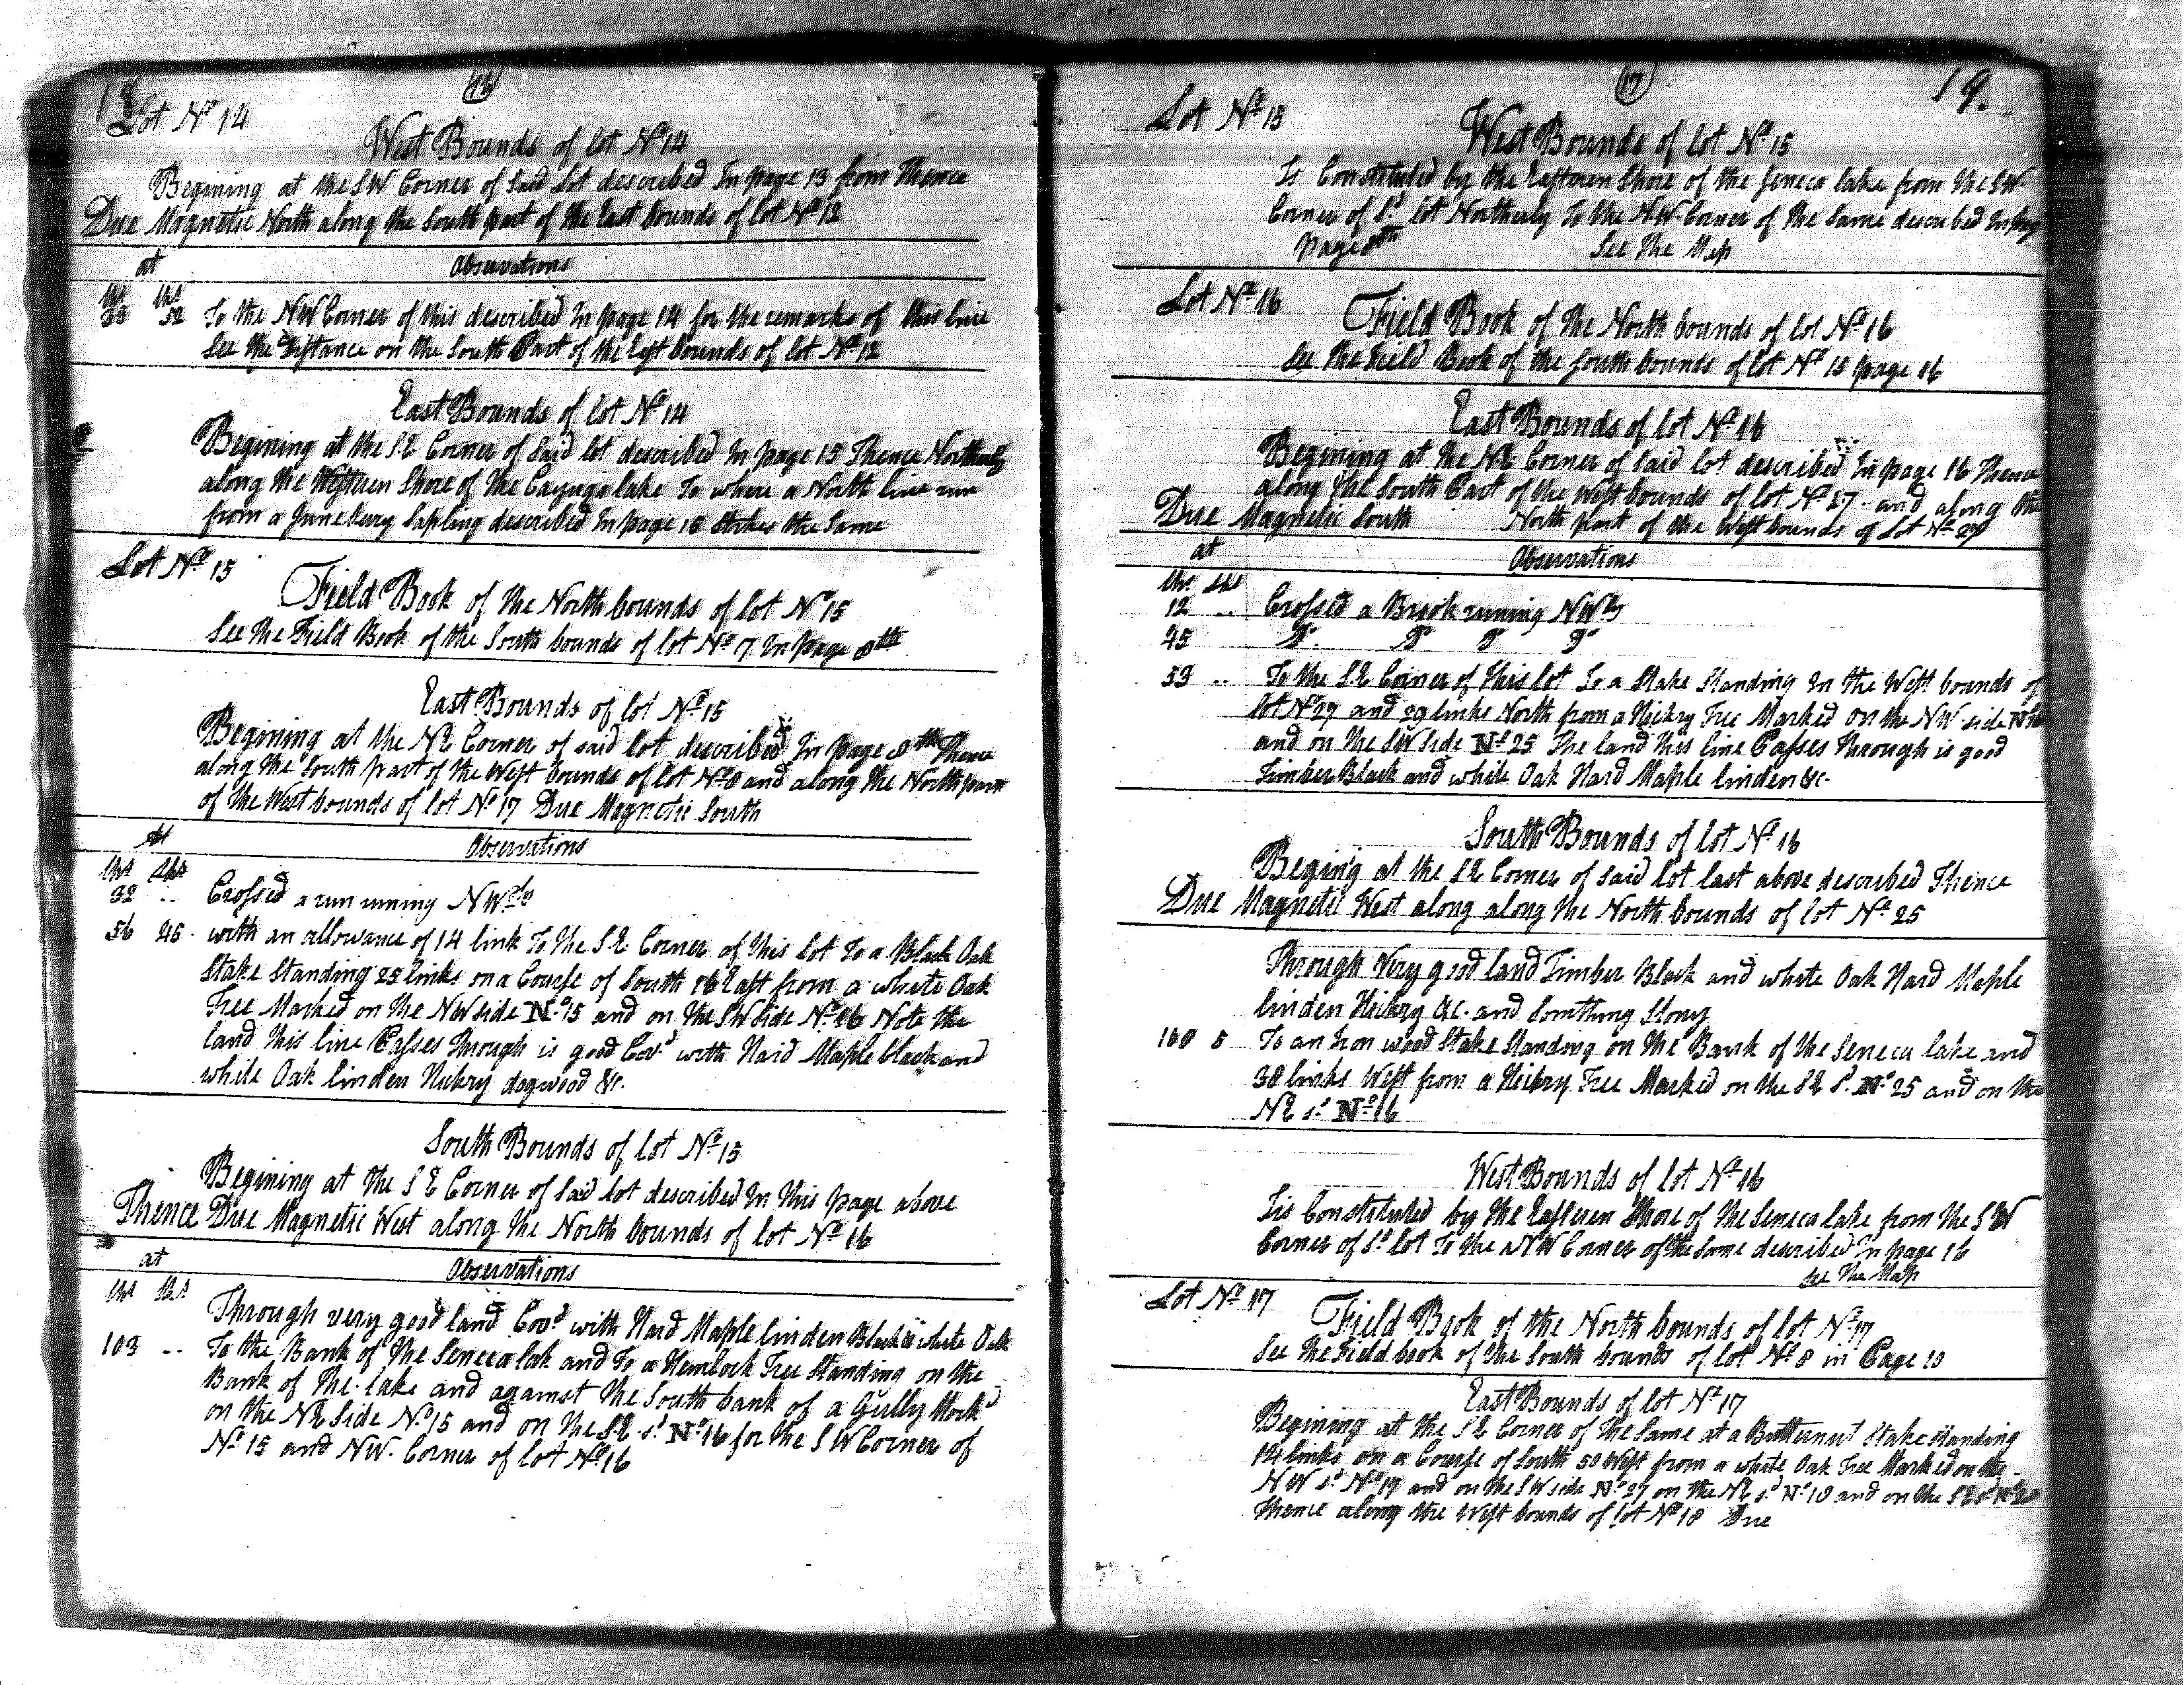 18
16
Lot No 14
West Bounds of lot No 14
Begining at the SW Corner of Said Lot described In page 13 from Thence
Due Magnetic North along the South part of the East bounds of lot No 12
at Observations
Chs Lks
52 To the NW Corner of this described In page 14 for the remarks of this line
See the Distance on the South Part of the East bounds of lot No 12
East Bounds of lot No 14
Begining at the SE Corner of Said lot described In page 15 Thence Northerly
along the Western Shore of the Cayuga lake To where a North line run
from a Juneberry Sapling described In page 15 Strikes the Same
Lot No 15
Field Book of the North bounds of lot No 15
See The Field Book of the South bounds of lot No 7 In page 8th
East Bounds of lot No 15
Begining at the NE Corner of said lot described In page 8th Thence
along the South part of the West bounds of lot No 8 and along the North part
of the West bounds of lot No 17 Due Magnetic South
At Observations
Chs Lks
32 .. Crossed a run runing NWly
56 45 with an allowance of 14 link To the SE Corner of this lot To a Black Oak
Stake Standing 25 links on a Course of South 16 East from a white Oak
Tree Marked on the NW side No 15 and on the SW Side No 16 Note the
land this line Passes Through is good Cov.d with Hard Maple black and
white Oak linden Hickry dogwood &c.
South Bounds of lot No 15
Begining at the SE Corner of Said lot described In this page above
Thence Due Magnetic West along the North bounds of lot No 16
at Observations
Chs Lks
Through very good land Cov.d with Hard Maple linden Black & white Oak
103 .. To the Bank of the Seneca lak and To a Hemlock Tree Standing on the
Bank of the lake and against the South bank of a Gully Mark.d
on the NE Side No 15 and on the SE s.d No 16 for the SW Corner of
No 15 and NW. Corner of lot No 16
17
19.
Lot No 15
West Bounds of lot No 15
Is Constituted by the Eastern Shore of the Seneca lake from the SW.
Corner of S.d lot Northerly To the NW. Corner of the Same described In
Page 8th See the Map
Lot No 16
Field Book of the North bounds of lot No 16
See the Field Book of the South bounds of lot No 15 page 16
East Bounds of lot No 16
Begining at the NE Corner of Said lot described In page 16 Thence
along the South Part of the West bounds of lot No 17 and along the
Due Magnetic South North part of the West bounds of Lot No 27
at Observations
Chs Lks
12 .. Crossed a Brook runing NWly
45 Do. Do Do Do
53 .. To the SE Corner of this lot To a Stake Standing In the West bounds of
lot No 27 and 29 links North from a Hickry Tree Marked on the NW. side No 16
and on the SW Side No 25 The land this line Passes through is good
Timber Black and white Oak Hard Maple linden &c.
South Bounds of lot No 16
Beging at the SE Corner of Said lot last above described Thence
Due Magnetic West along along the North bounds of lot No 25
Through Very good land Timber Black and white Oak Hard Maple
linden Hickry &c. and Somthing Stony
100 5 To an Iron wood Stake Standing on the Bank of the Seneca lake and
38 links West from a Hickry Tree Marked on the SE S.d No 25 and on the
NE s.d No 16
West Bounds of lot No 16
Tis Constituted by the Eastern Shore of the Seneca lake from the SW
Corner of S.d lot To the NW Corner of the Same described In page 16
See The Map
Lot No 17
Field Book of the North bounds of lot No 17
See the Field book of the South bounds of lot No 8 in Page 10
East Bounds of lot No 17
Begining at the SE Corner of the Same at a Butternut Stake standing
14 links on a Course of South 50 West from a white Oak Tree Marked on the
NW S.d No 17 and on the SW side No 27 on the NE s.d No 18 and on the SE s.d No 28
thence along the West bounds of lot No 18 Due